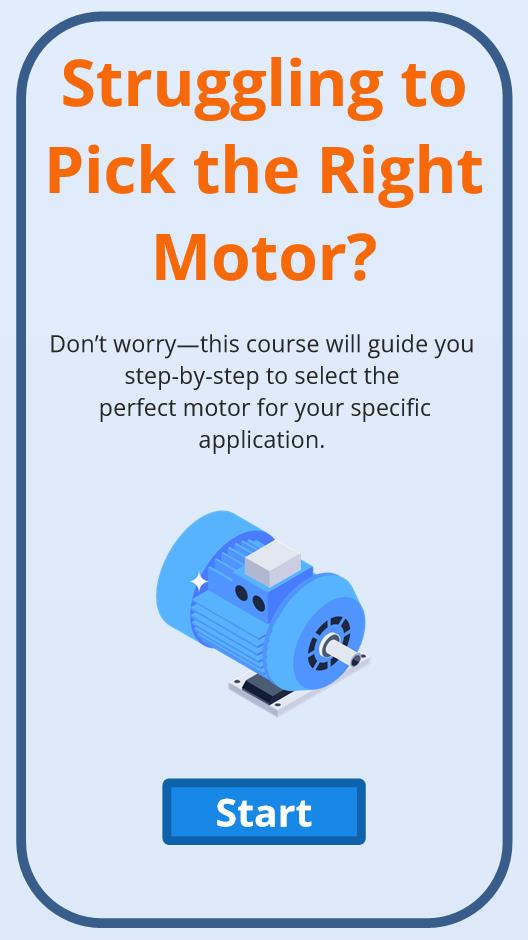 Struggling to
Pick the Right
Motor?
Don’t worry—this course will guide you
step-by-step to select the
perfect motor for your specific
application.
Start